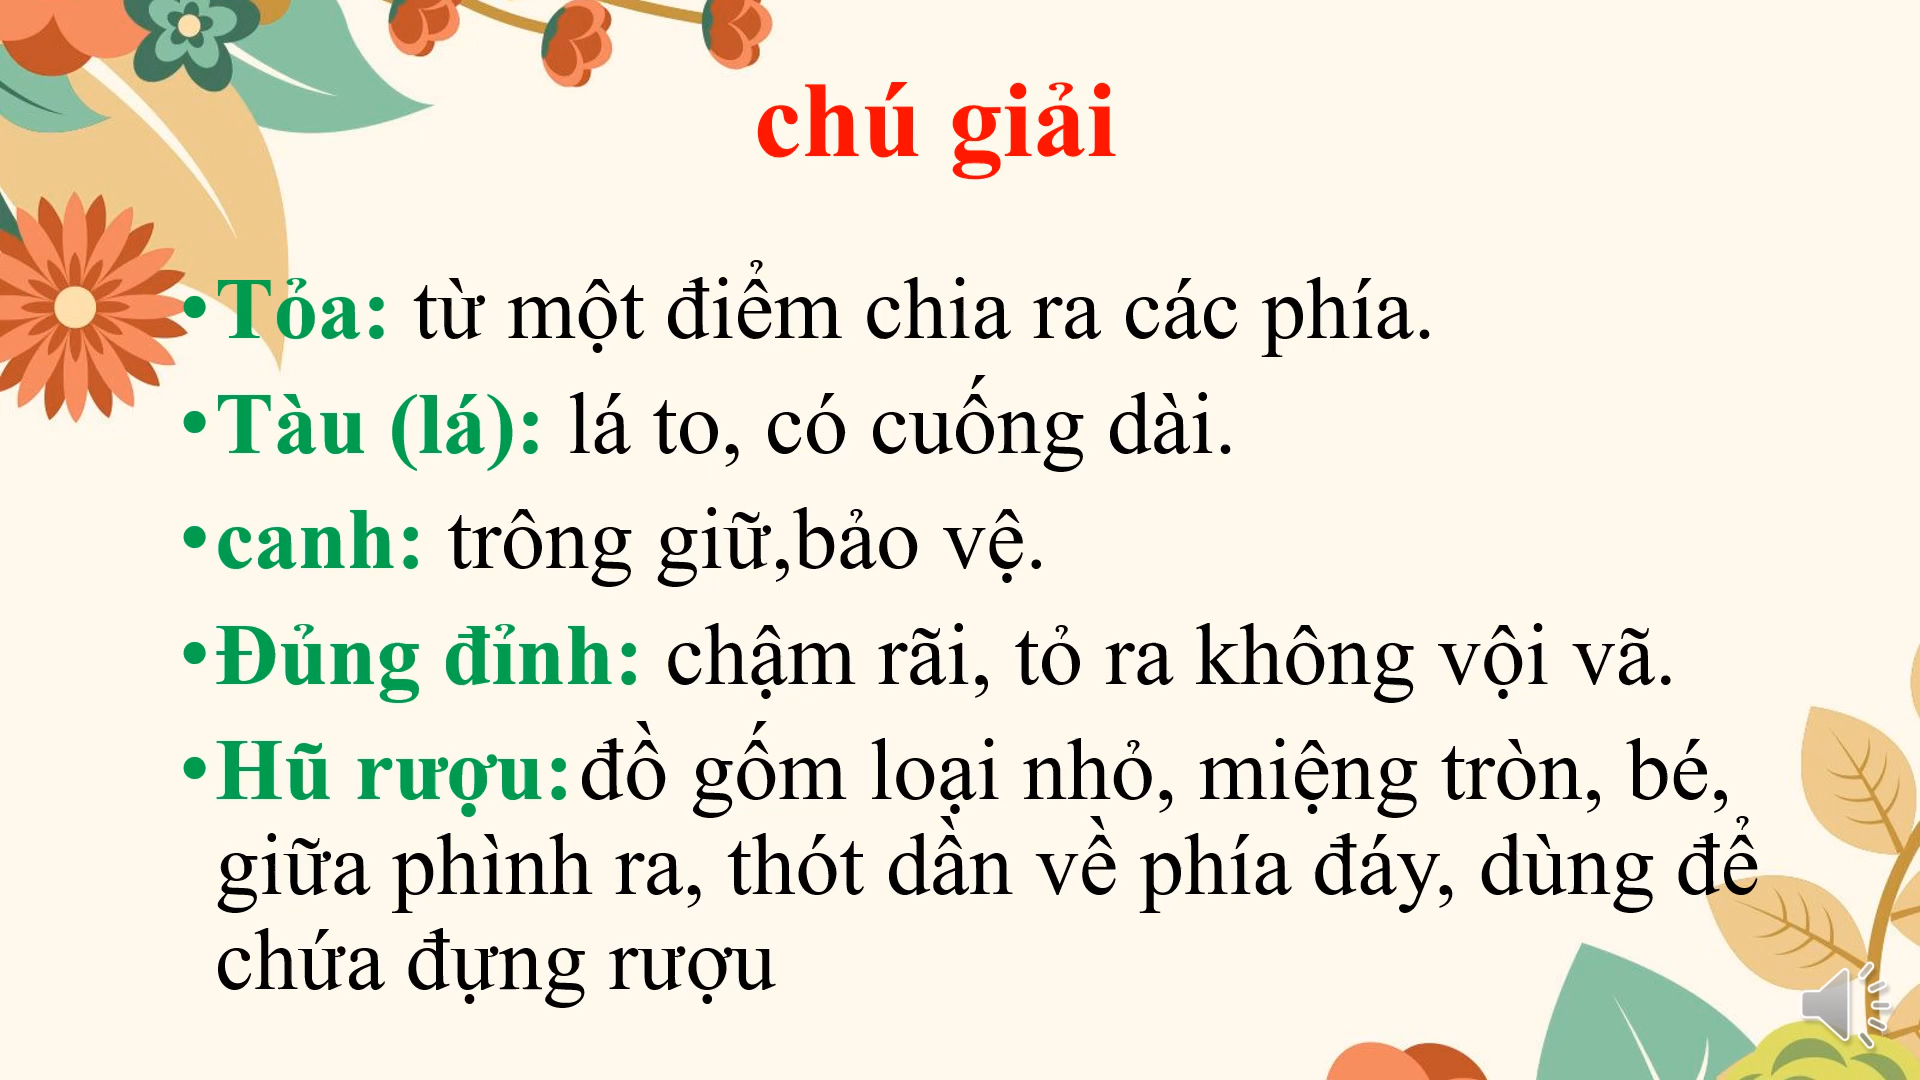 chú giải
•Tỏa: từ một điểm chia ra các phía.
•Tàu (lá): lá to, có cuống dài.
•canh: trông giữ,bảo vệ.
•Đủng đỉnh: chậm rãi, tỏ ra không vội vã.
•Hũ rượu: đồ gốm loại nhỏ, miệng tròn, bé,
giữa phình ra, thót dần về phía đáy, dùng để
chứa đựng rượu